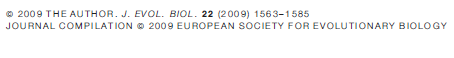 © 2009 THE AUTHOR. J. EVOL. BIOL. 22 (2009) 1563–1585
JOURNAL COMPILATION © 2009 EUROPEAN SOCIETY FOR EVOLUTIONARY BIOLOGY